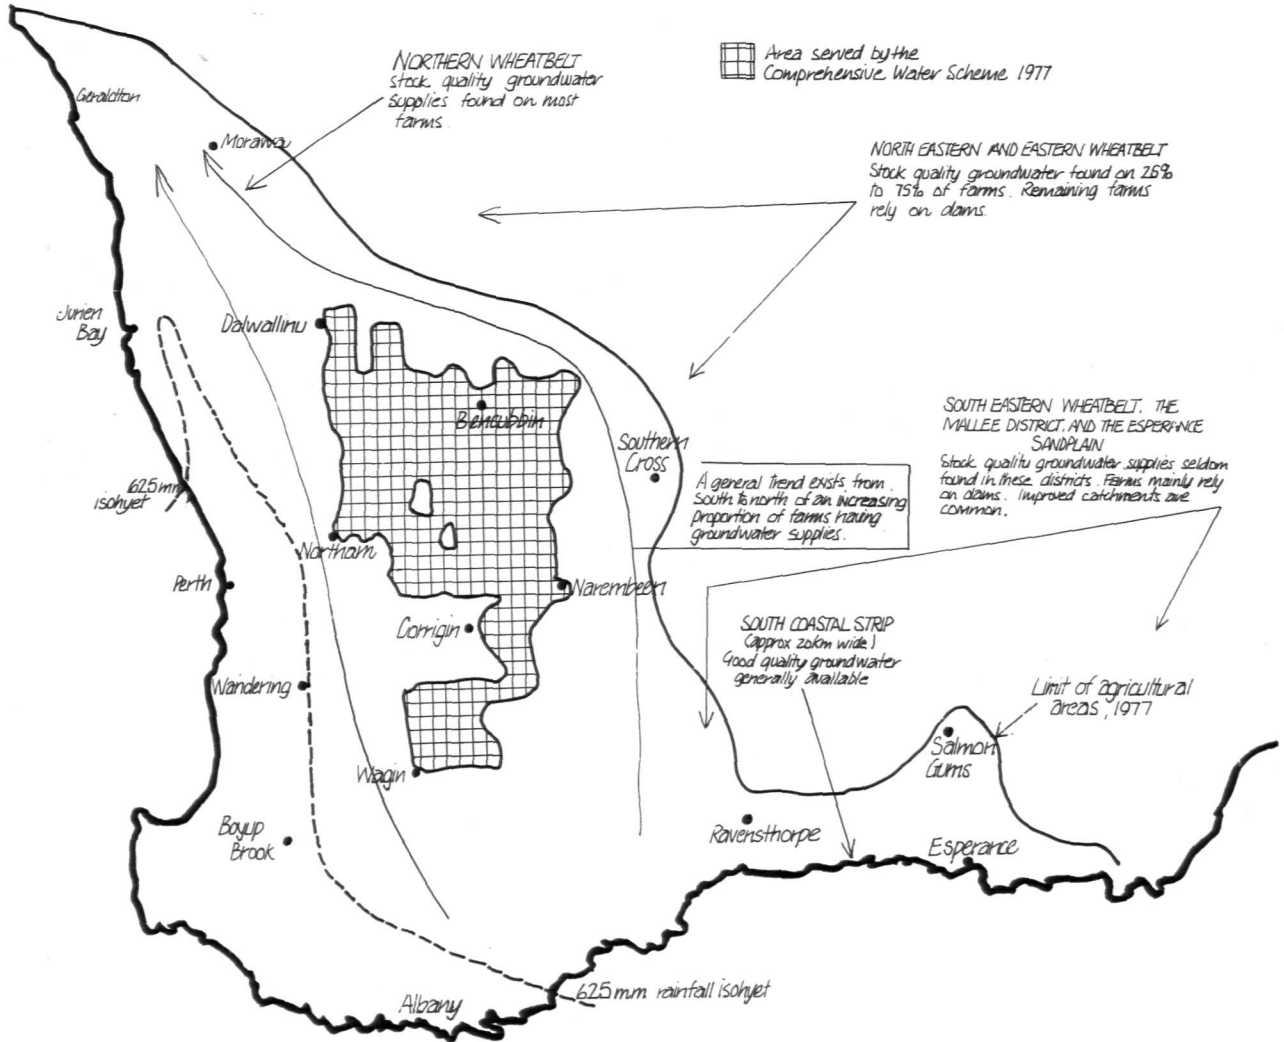 NORTHERN WHEATBELT
stock quality groundwater
supplies found on most
farms.
Area served by the
Comprehensive Water Scheme 1977
Geraldton
Morawa
NORTH EASTERN AND EASTERN WHEATBELT
Stock quality groundwater found on 25%
to 75% of farms. Remaining farms
rely on dams.
Jurien
Bay
Dalwallinu
Bencubbin
Southern
Cross
SOUTH EASTERN WHEATBELT, THE
MALLEE DISTRICT, AND THE ESPERANCE
SANDPLAIN
Stock quality groundwater supplies seldom
found in these districts. Farms mainly rely
on dams. Improved catchments are
common.
625mm
isohyet
A general trend exists from
South to north of an increasing
proportion of farms having
groundwater supplies.
Northam
Perth
Narembeen
Corrigin
SOUTH COASTAL STRIP
(approx 20km wide)
Good quality groundwater
generally available
Wandering
Limit of agricultural
areas, 1977
Salmon
Gums
Wagin
Boyup
Brook
Ravensthorpe
Esperance
625mm rainfall isohyet
Albany